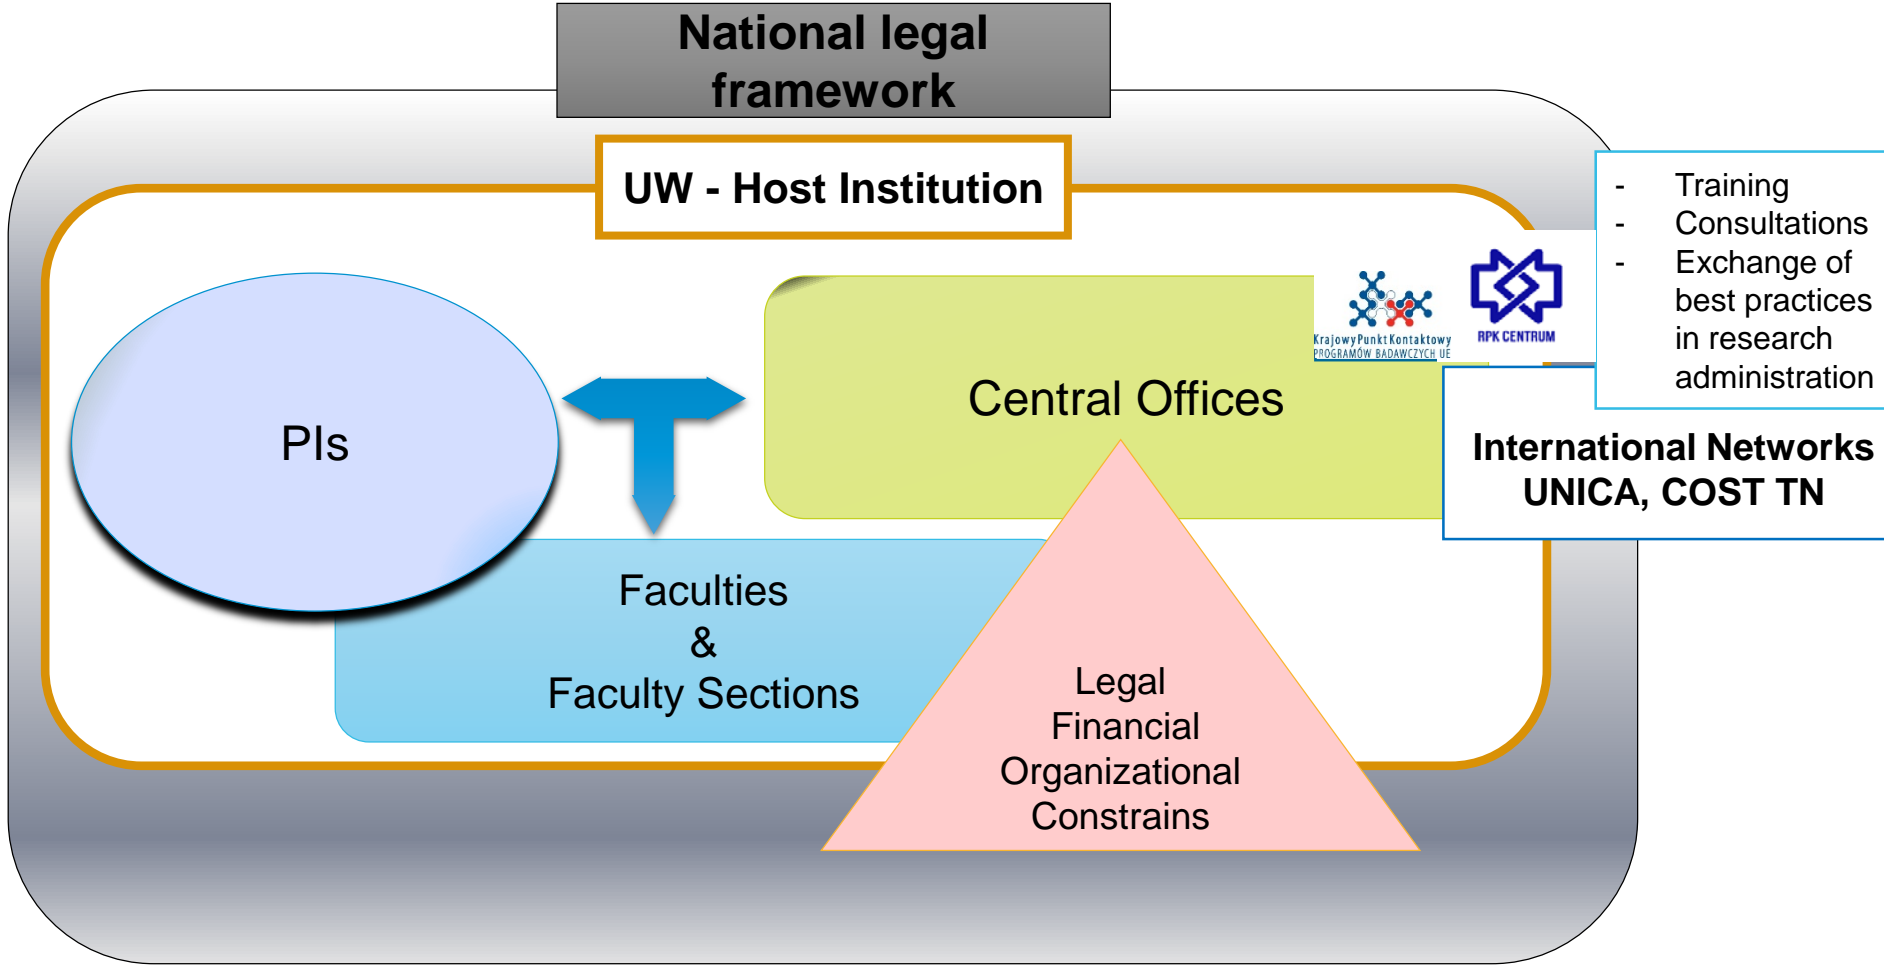 National legal
framework
UW - Host Institution
- Training
- Consultations
- Exchange of
best practices
in research
administration
KrajowyPunktKontaktowy
PROGRAMÓW BADAWCZYCH UE
RPK CENTRUM
PIs
Central Offices
International Networks
UNICA, COST TN
Faculties
&
Faculty Sections
Legal
Financial
Organizational
Constrains